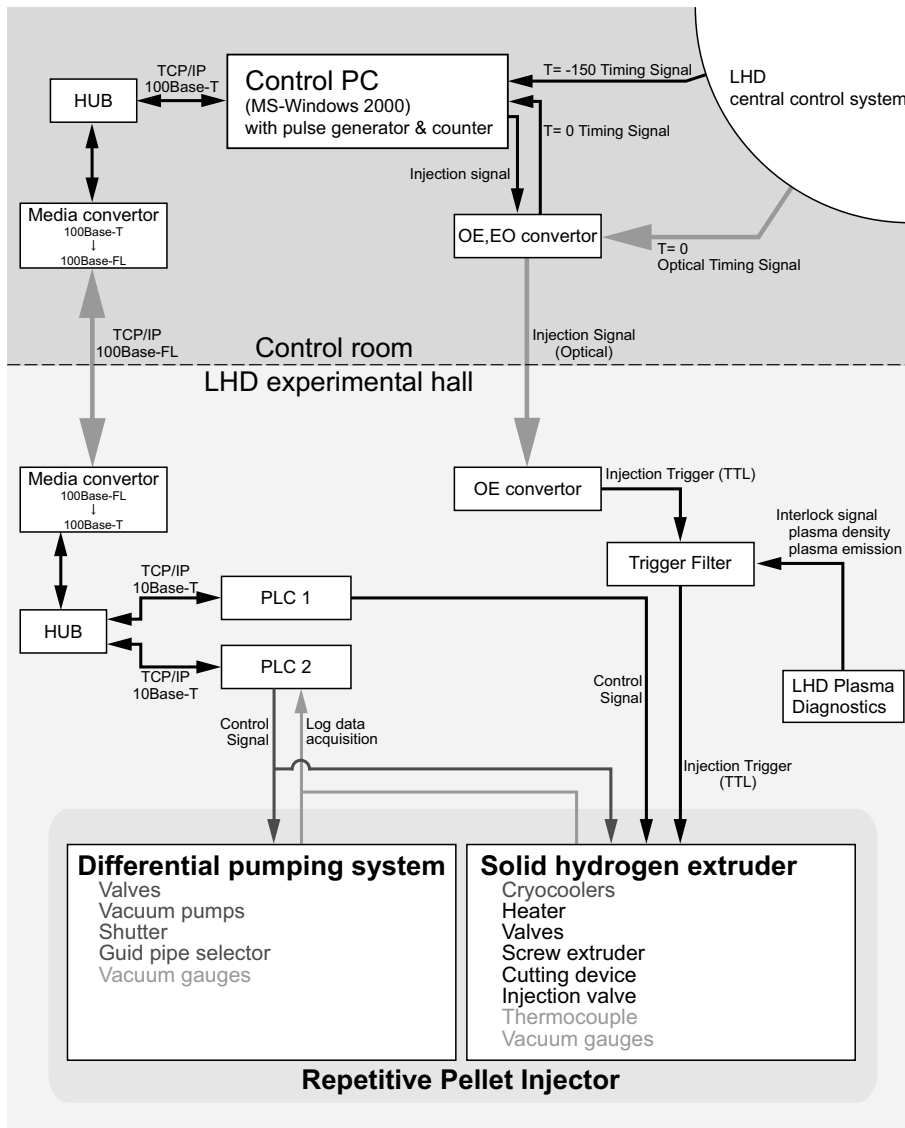 TCP/IP
100Base-T
HUB
Control PC
(MS-Windows 2000)
with pulse generator & counter
T= -150 Timing Signal
LHD
central control system
T= 0 Timing Signal
Injection signal
Media convertor
100Base-T
↓
100Base-FL
OE,EO convertor
T= 0
Optical Timing Signal
TCP/IP
100Base-FL
Injection Signal
(Optical)
Control room
LHD experimental hall
Media convertor
100Base-FL
↓
100Base-T
OE convertor
Injection Trigger (TTL)
Interlock signal
plasma density
plasma emission
Trigger Filter
TCP/IP
10Base-T
PLC 1
HUB
PLC 2
TCP/IP
10Base-T
LHD Plasma
Diagnostics
Control
Signal
Log data
acquisition
Control
Signal
Injection Trigger
(TTL)
Differential pumping system
Valves
Vacuum pumps
Shutter
Guid pipe selector
Vacuum gauges
Solid hydrogen extruder
Cryocoolers
Heater
Valves
Screw extruder
Cutting device
Injection valve
Thermocouple
Vacuum gauges
Repetitive Pellet Injector